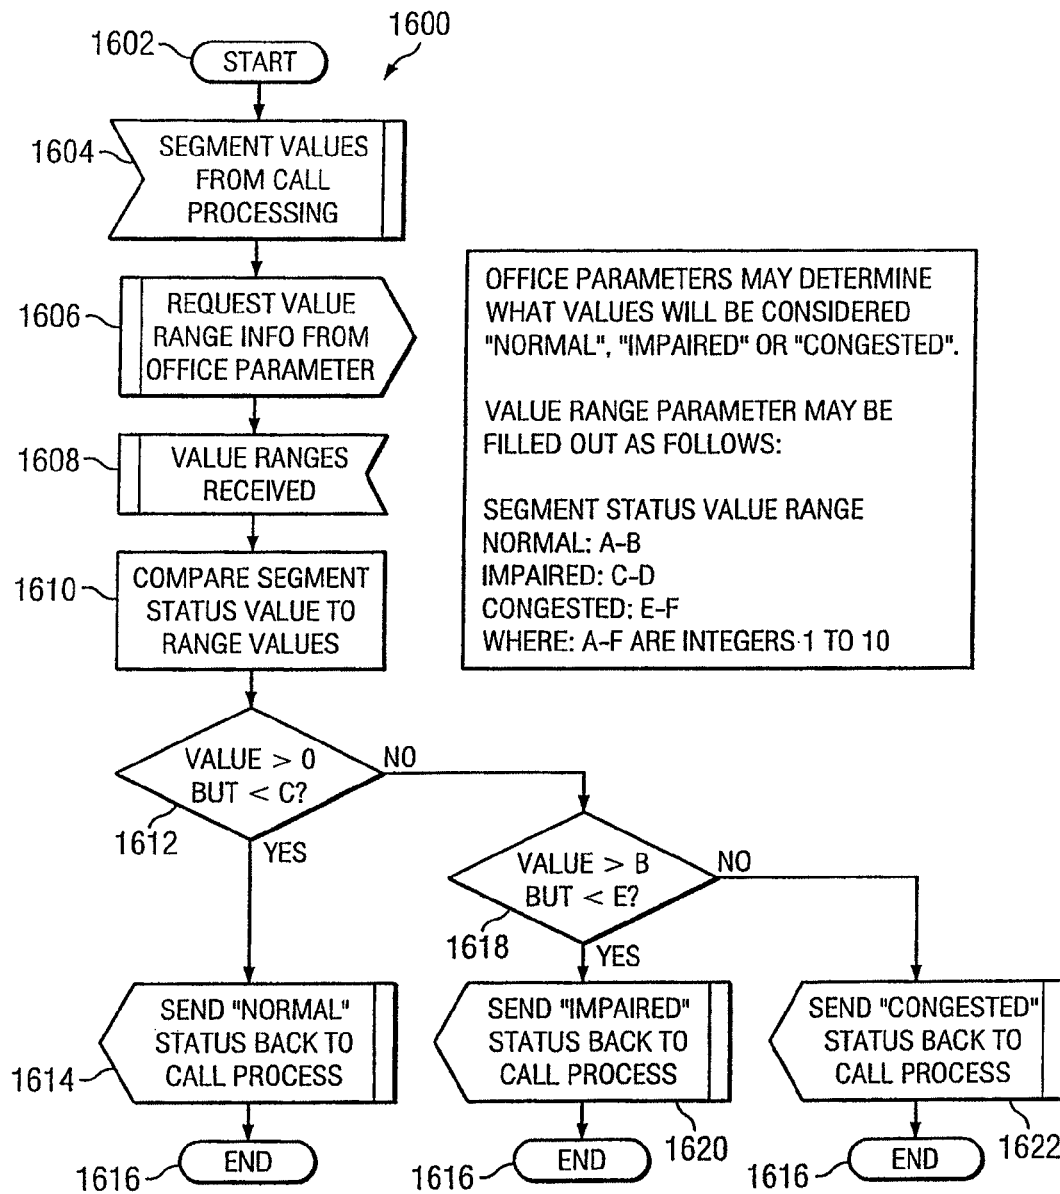 1602
START
1600
1604
SEGMENT VALUES
FROM CALL
PROCESSING
1606
REQUEST VALUE
RANGE INFO FROM
OFFICE PARAMETER
1608
VALUE RANGES
RECEIVED
1610
COMPARE SEGMENT
STATUS VALUE TO
RANGE VALUES
OFFICE PARAMETERS MAY DETERMINE
WHAT VALUES WILL BE CONSIDERED
"NORMAL", "IMPAIRED" OR "CONGESTED".
VALUE RANGE PARAMETER MAY BE
FILLED OUT AS FOLLOWS:
SEGMENT STATUS VALUE RANGE
NORMAL: A-B
IMPAIRED: C-D
CONGESTED: E-F
WHERE: A-F ARE INTEGERS 1 TO 10
VALUE > 0
BUT < C?
NO
1612
YES
VALUE > B
BUT < E?
NO
1618
YES
SEND "NORMAL"
STATUS BACK TO
CALL PROCESS
1614
SEND "IMPAIRED"
STATUS BACK TO
CALL PROCESS
1620
SEND "CONGESTED"
STATUS BACK TO
CALL PROCESS
1622
1616
END
1616
END
1616
END